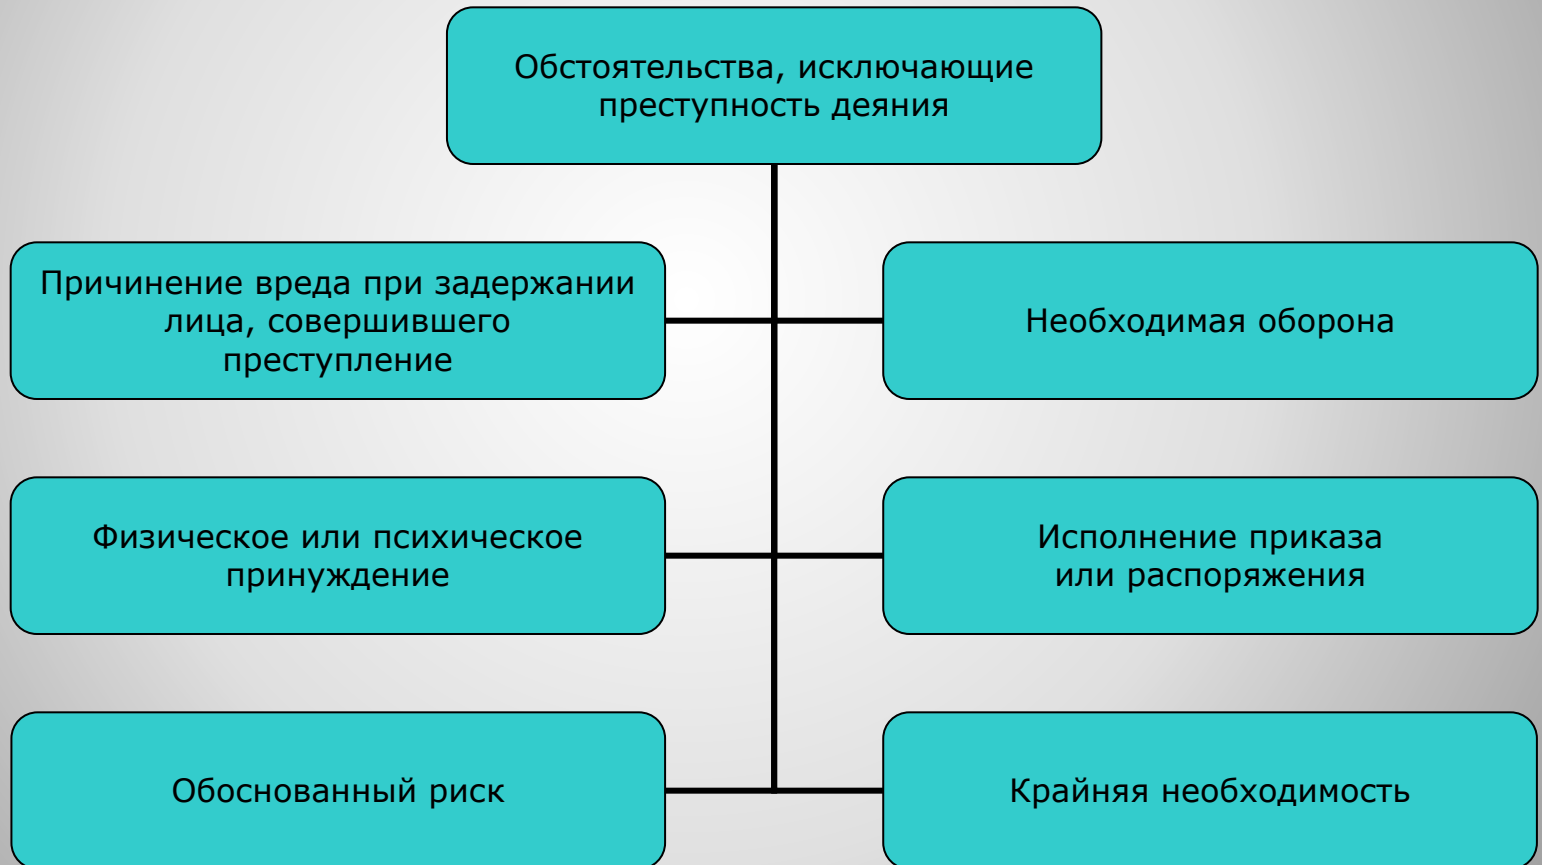 Обстоятельства, исключающие
преступность деяния
Причинение вреда при задержании
лица, совершившего
преступление
Необходимая оборона
Физическое или психическое
принуждение
Исполнение приказа
или распоряжения
Обоснованный риск
Крайняя необходимость